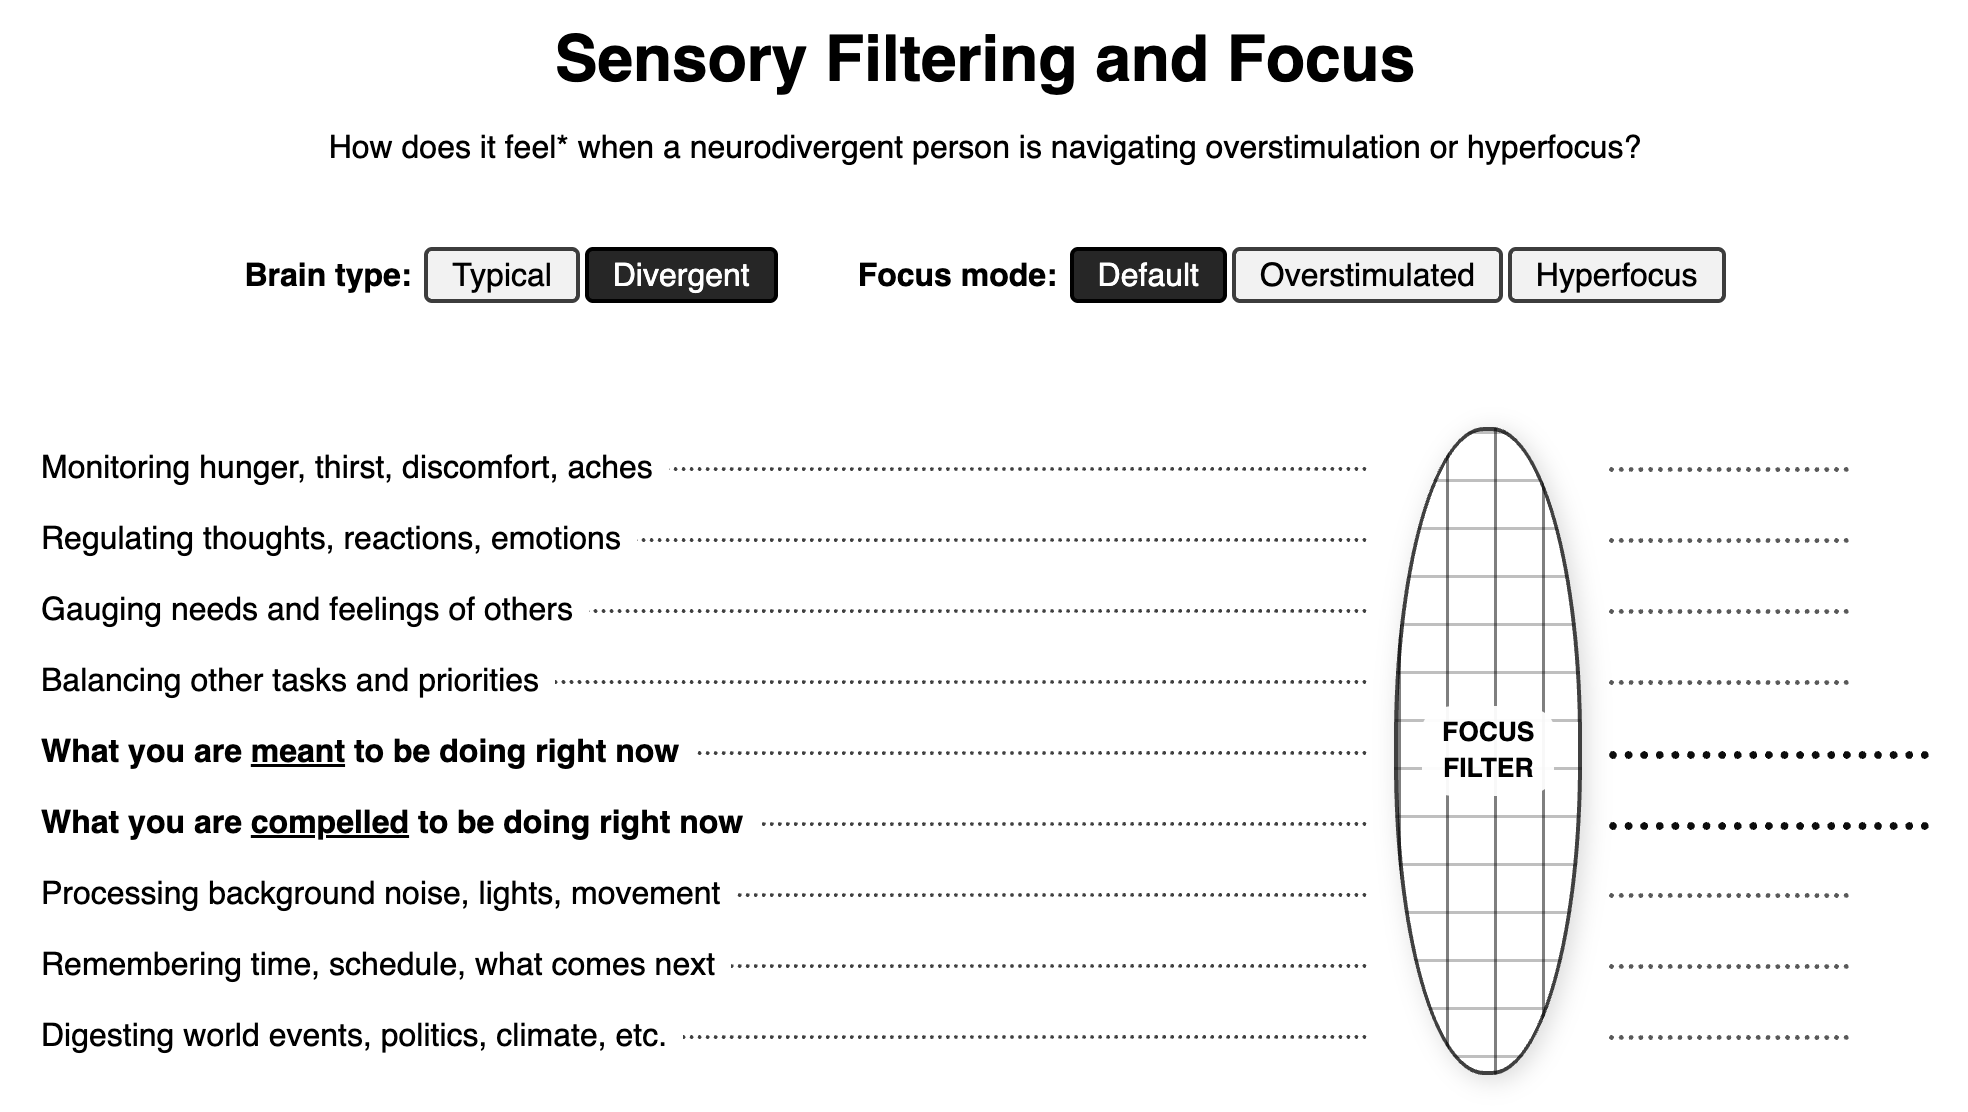 Sensory Filtering and Focus
How does it feel* when a neurodivergent person is navigating overstimulation or hyperfocus?
Brain type: Typical Divergent Focus mode: Default Overstimulated Hyperfocus
Monitoring hunger, thirst, discomfort, aches
Regulating thoughts, reactions, emotions
Gauging needs and feelings of others
Balancing other tasks and priorities
What you are meant to be doing right now
What you are compelled to be doing right now
Processing background noise, lights, movement
Remembering time, schedule, what comes next
Digesting world events, politics, climate, etc.
FOCUS
FILTER